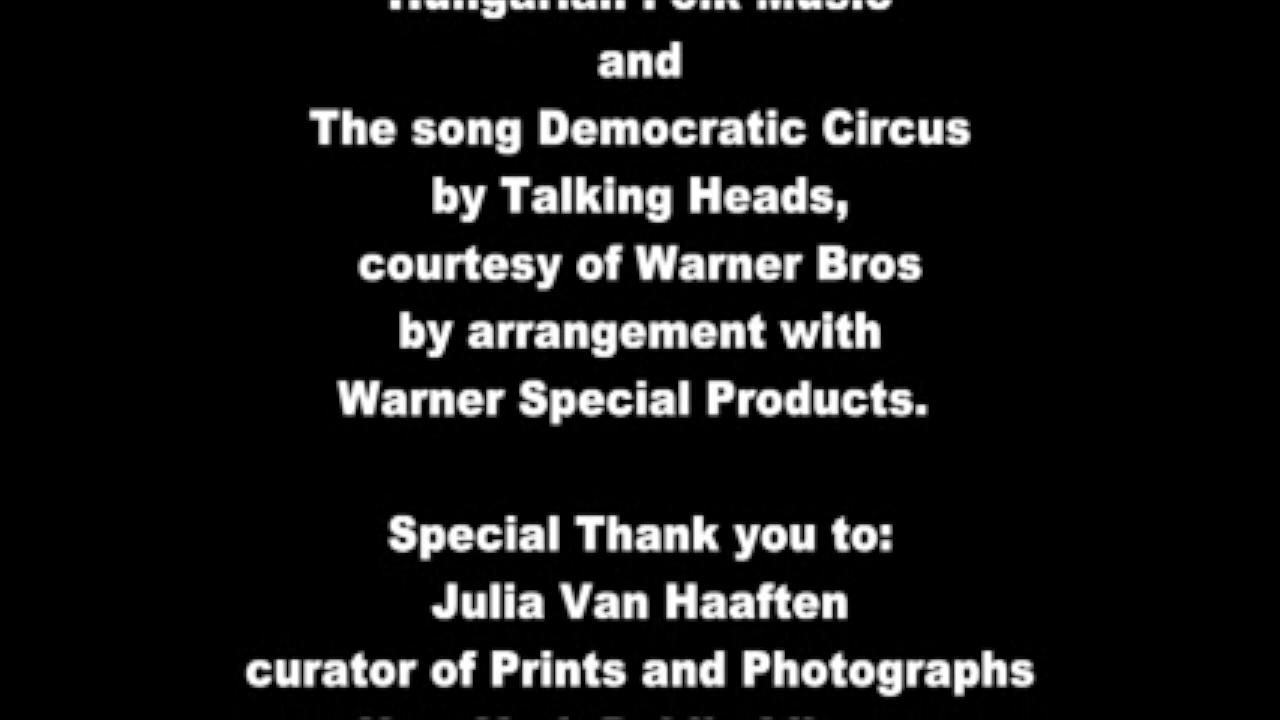 Hungarian Folk Music
and
The song Democratic Circus
by Talking Heads,
courtesy of Warner Bros
by arrangement with
Warner Special Products.
Special Thank you to:
Julia Van Haaften
curator of Prints and Photographs